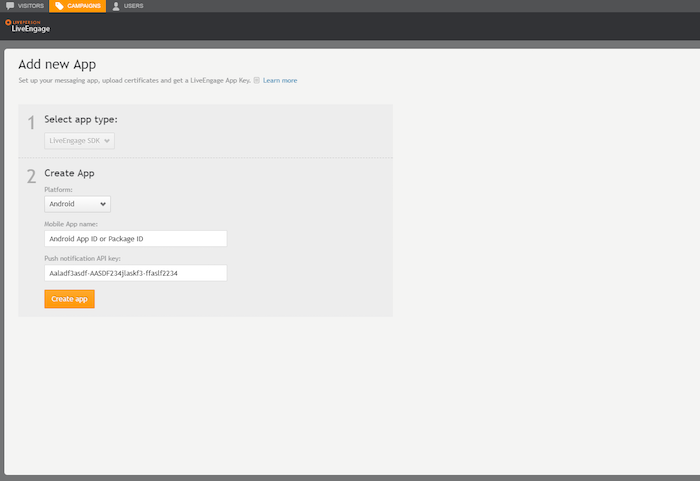 VISITORS CAMPAIGNS USERS
LIVEPERSON
LiveEngage
Add new App
Set up your messaging app, upload certificates and get a LiveEngage App Key. Learn more
1 Select app type:
LiveEngage SDK
2 Create App
Platform:
Android
Mobile App name:
Android App ID or Package ID
Push notification API key:
Aaladf3asdf-AASDF234jlaskf3-ffaslf2234
Create app